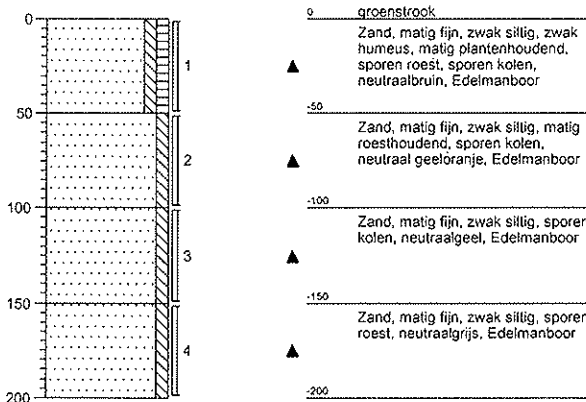 0
50
100
150
200
1
2
3
4
0 groenstrook
Zand, matig fijn, zwak siltig, zwak
humeus, matig plantenhoudend,
sporen roest, sporen kolen,
neutraalbruin, Edelmanboor
-50
Zand, matig fijn, zwak siltig, matig
roesthoudend, sporen kolen,
neutraal geeloranje, Edelmanboor
-100
Zand, matig fijn, zwak siltig, sporen
kolen, neutraalgeel, Edelmanboor
-150
Zand, matig fijn, zwak siltig, sporen
roest, neutraalgrijs, Edelmanboor
-200